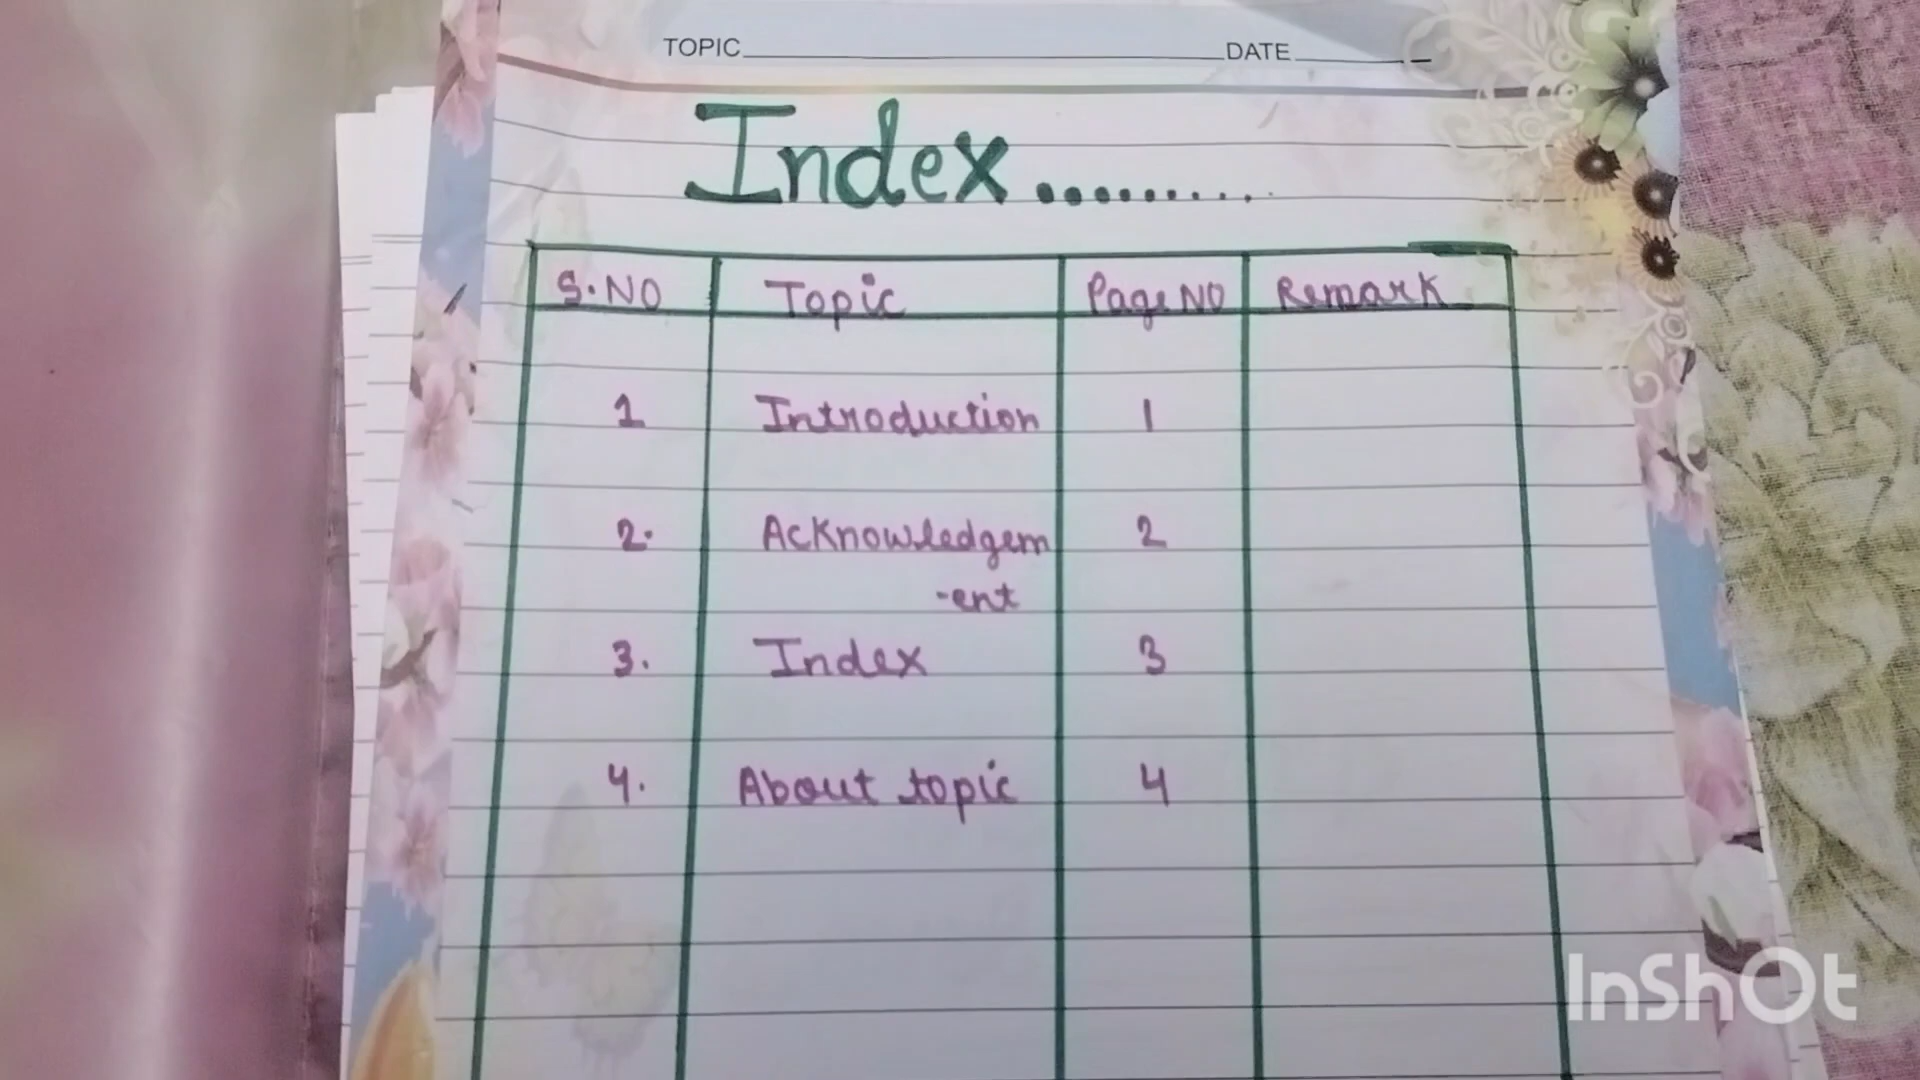 TOPIC DATE
Index.........
S.NO Topic Page NO Remark
1 Introduction 1
2. Acknowledgem 2
-ent
3. Index 3
4. About topic 4
InShOt